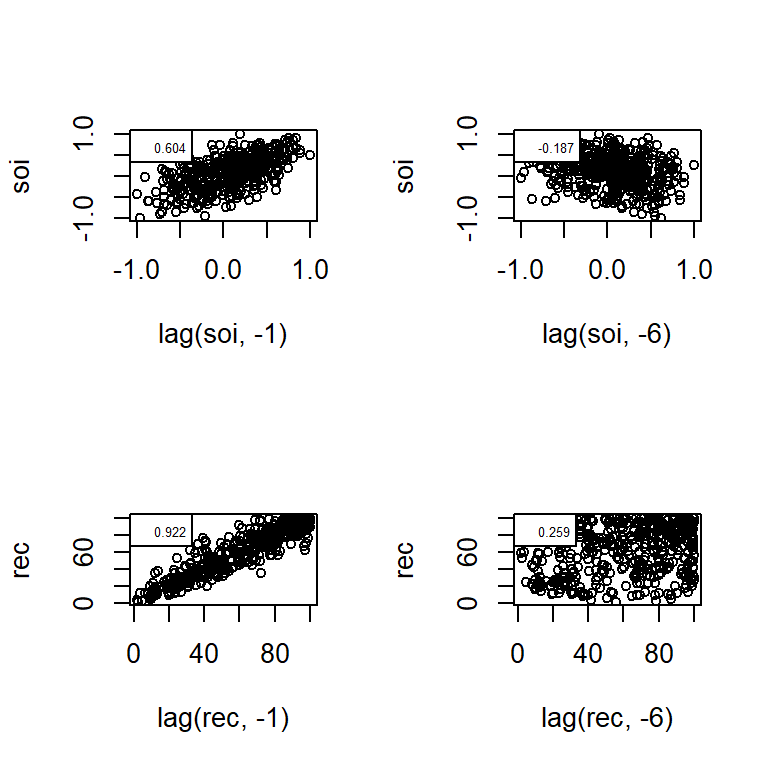 soi
1.0
-1.0
0.604
-1.0 0.0 1.0
lag(soi, -1)
soi
1.0
-1.0
-0.187
-1.0 0.0 1.0
lag(soi, -6)
rec
60
0
0.922
0 40 80
lag(rec, -1)
rec
60
0
0.259
0 40 80
lag(rec, -6)